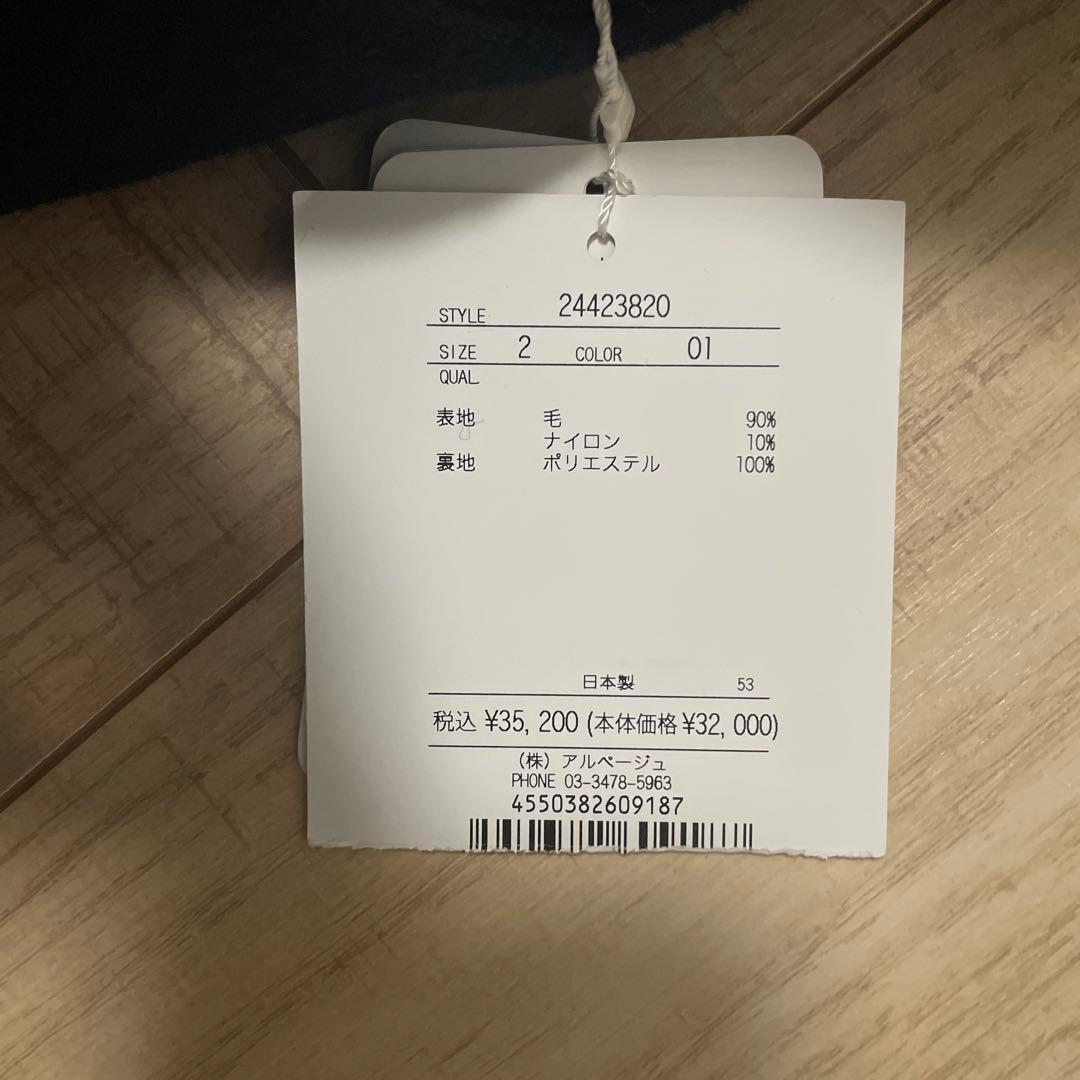 STYLE 24423820
SIZE 2 COLOR 01
QUAL
表地 毛 90%
ナイロン 10%
裏地 ポリエステル 100%
日本製 53
税込 ¥35,200 (本体価格 ¥32,000)
(株) アルページュ
PHONE 03-3478-5963
4550382609187